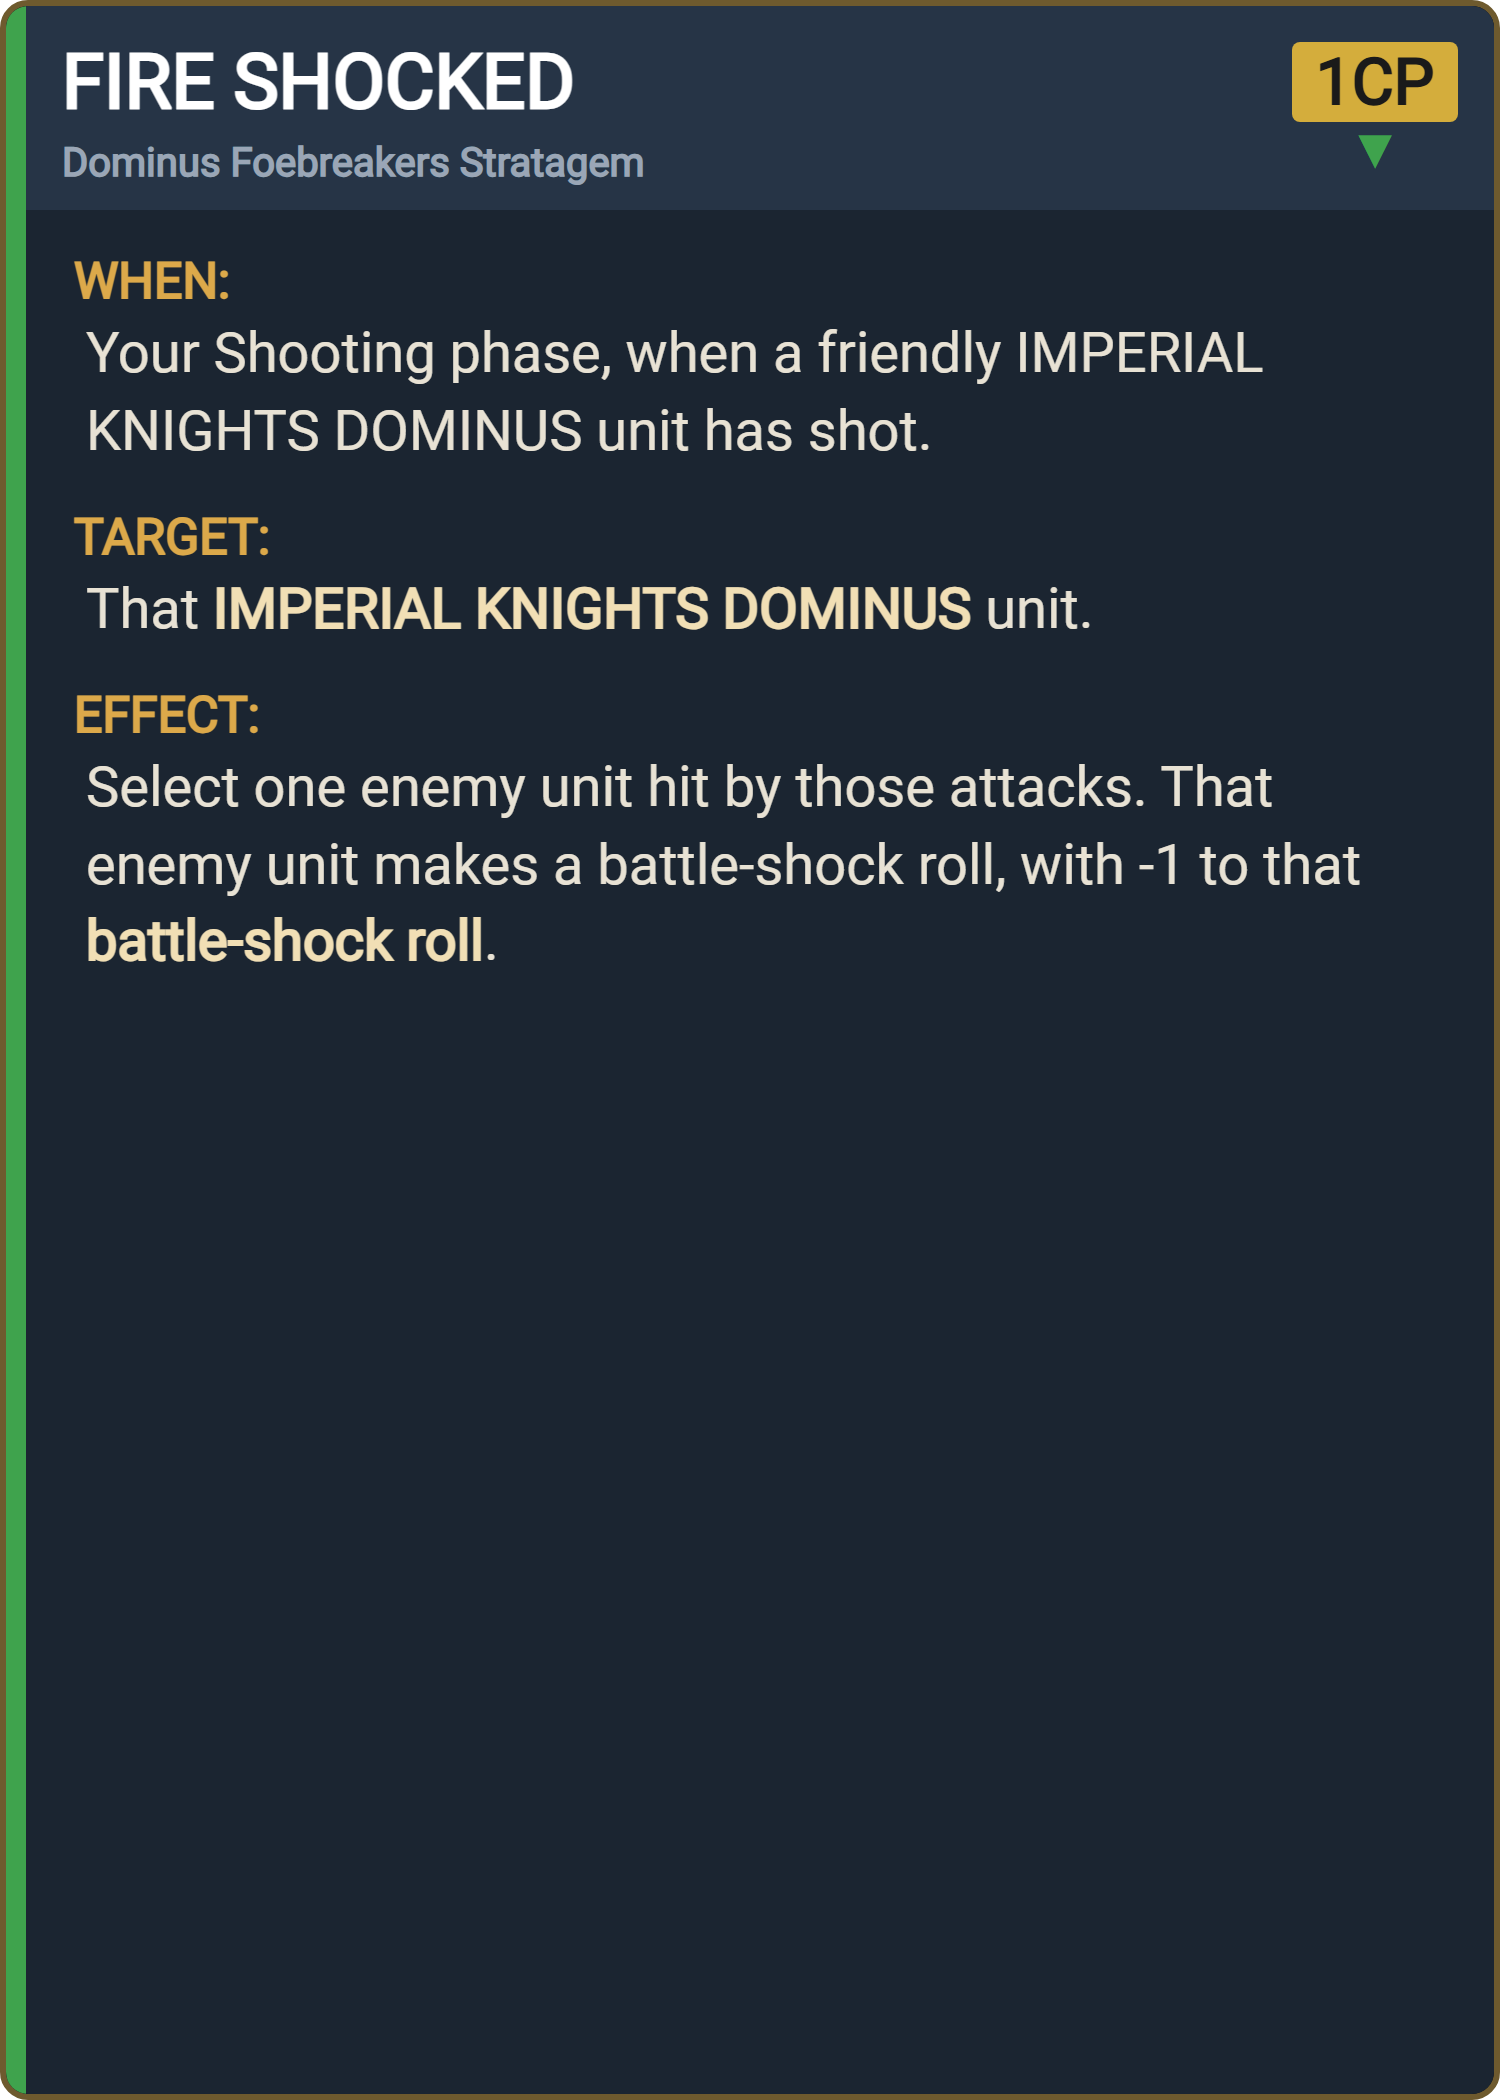 FIRE SHOCKED
1CP
Dominus Foebreakers Stratagem
WHEN:
Your Shooting phase, when a friendly IMPERIAL
KNIGHTS DOMINUS unit has shot.
TARGET:
That IMPERIAL KNIGHTS DOMINUS unit.
EFFECT:
Select one enemy unit hit by those attacks. That
enemy unit makes a battle-shock roll, with -1 to that
battle-shock roll.